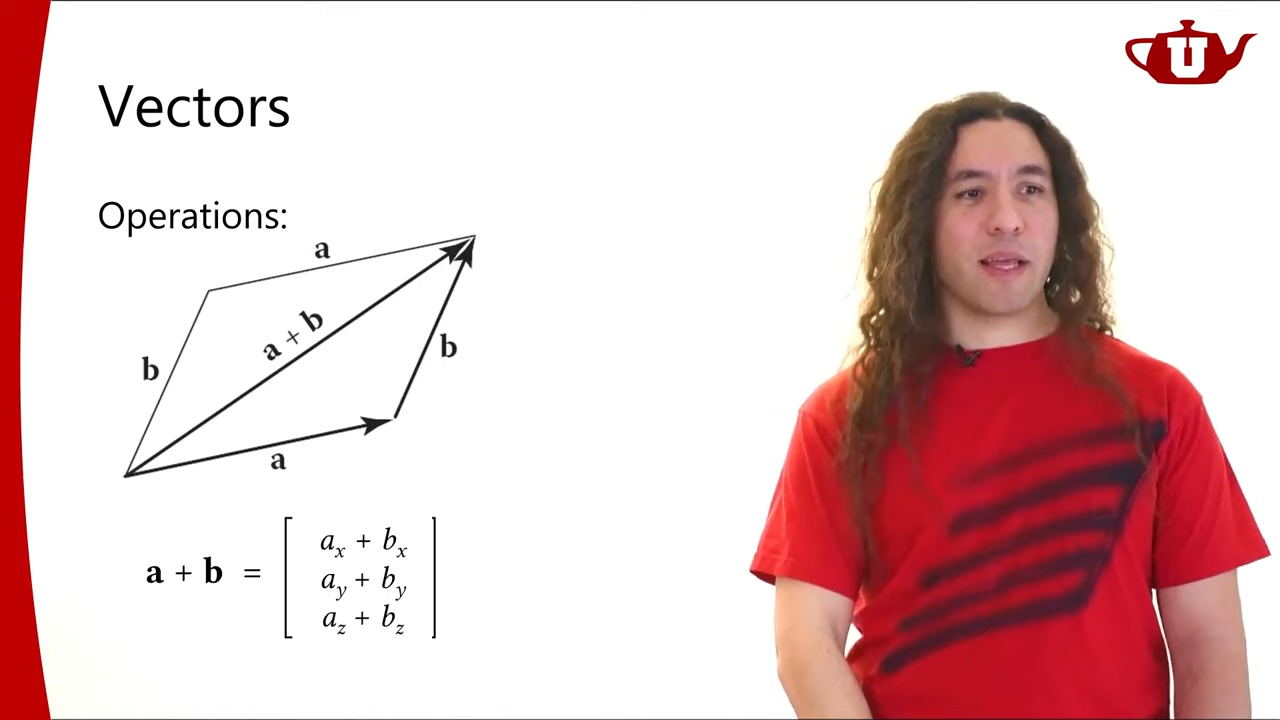 U
Vectors
Operations:
a
a + b
b
b
a
a + b = [ a_x + b_x
a_y + b_y
a_z + b_z ]